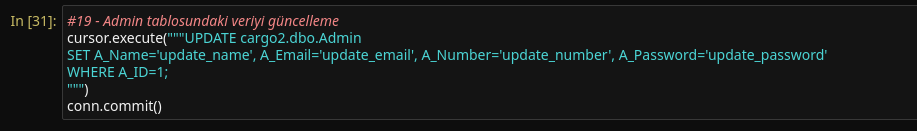 In [31]: #19 - Admin tablosundaki veriyi güncelleme
cursor.execute("""UPDATE cargo2.dbo.Admin
SET A_Name='update_name', A_Email='update_email', A_Number='update_number', A_Password='update_password'
WHERE A_ID=1;
""")
conn.commit()